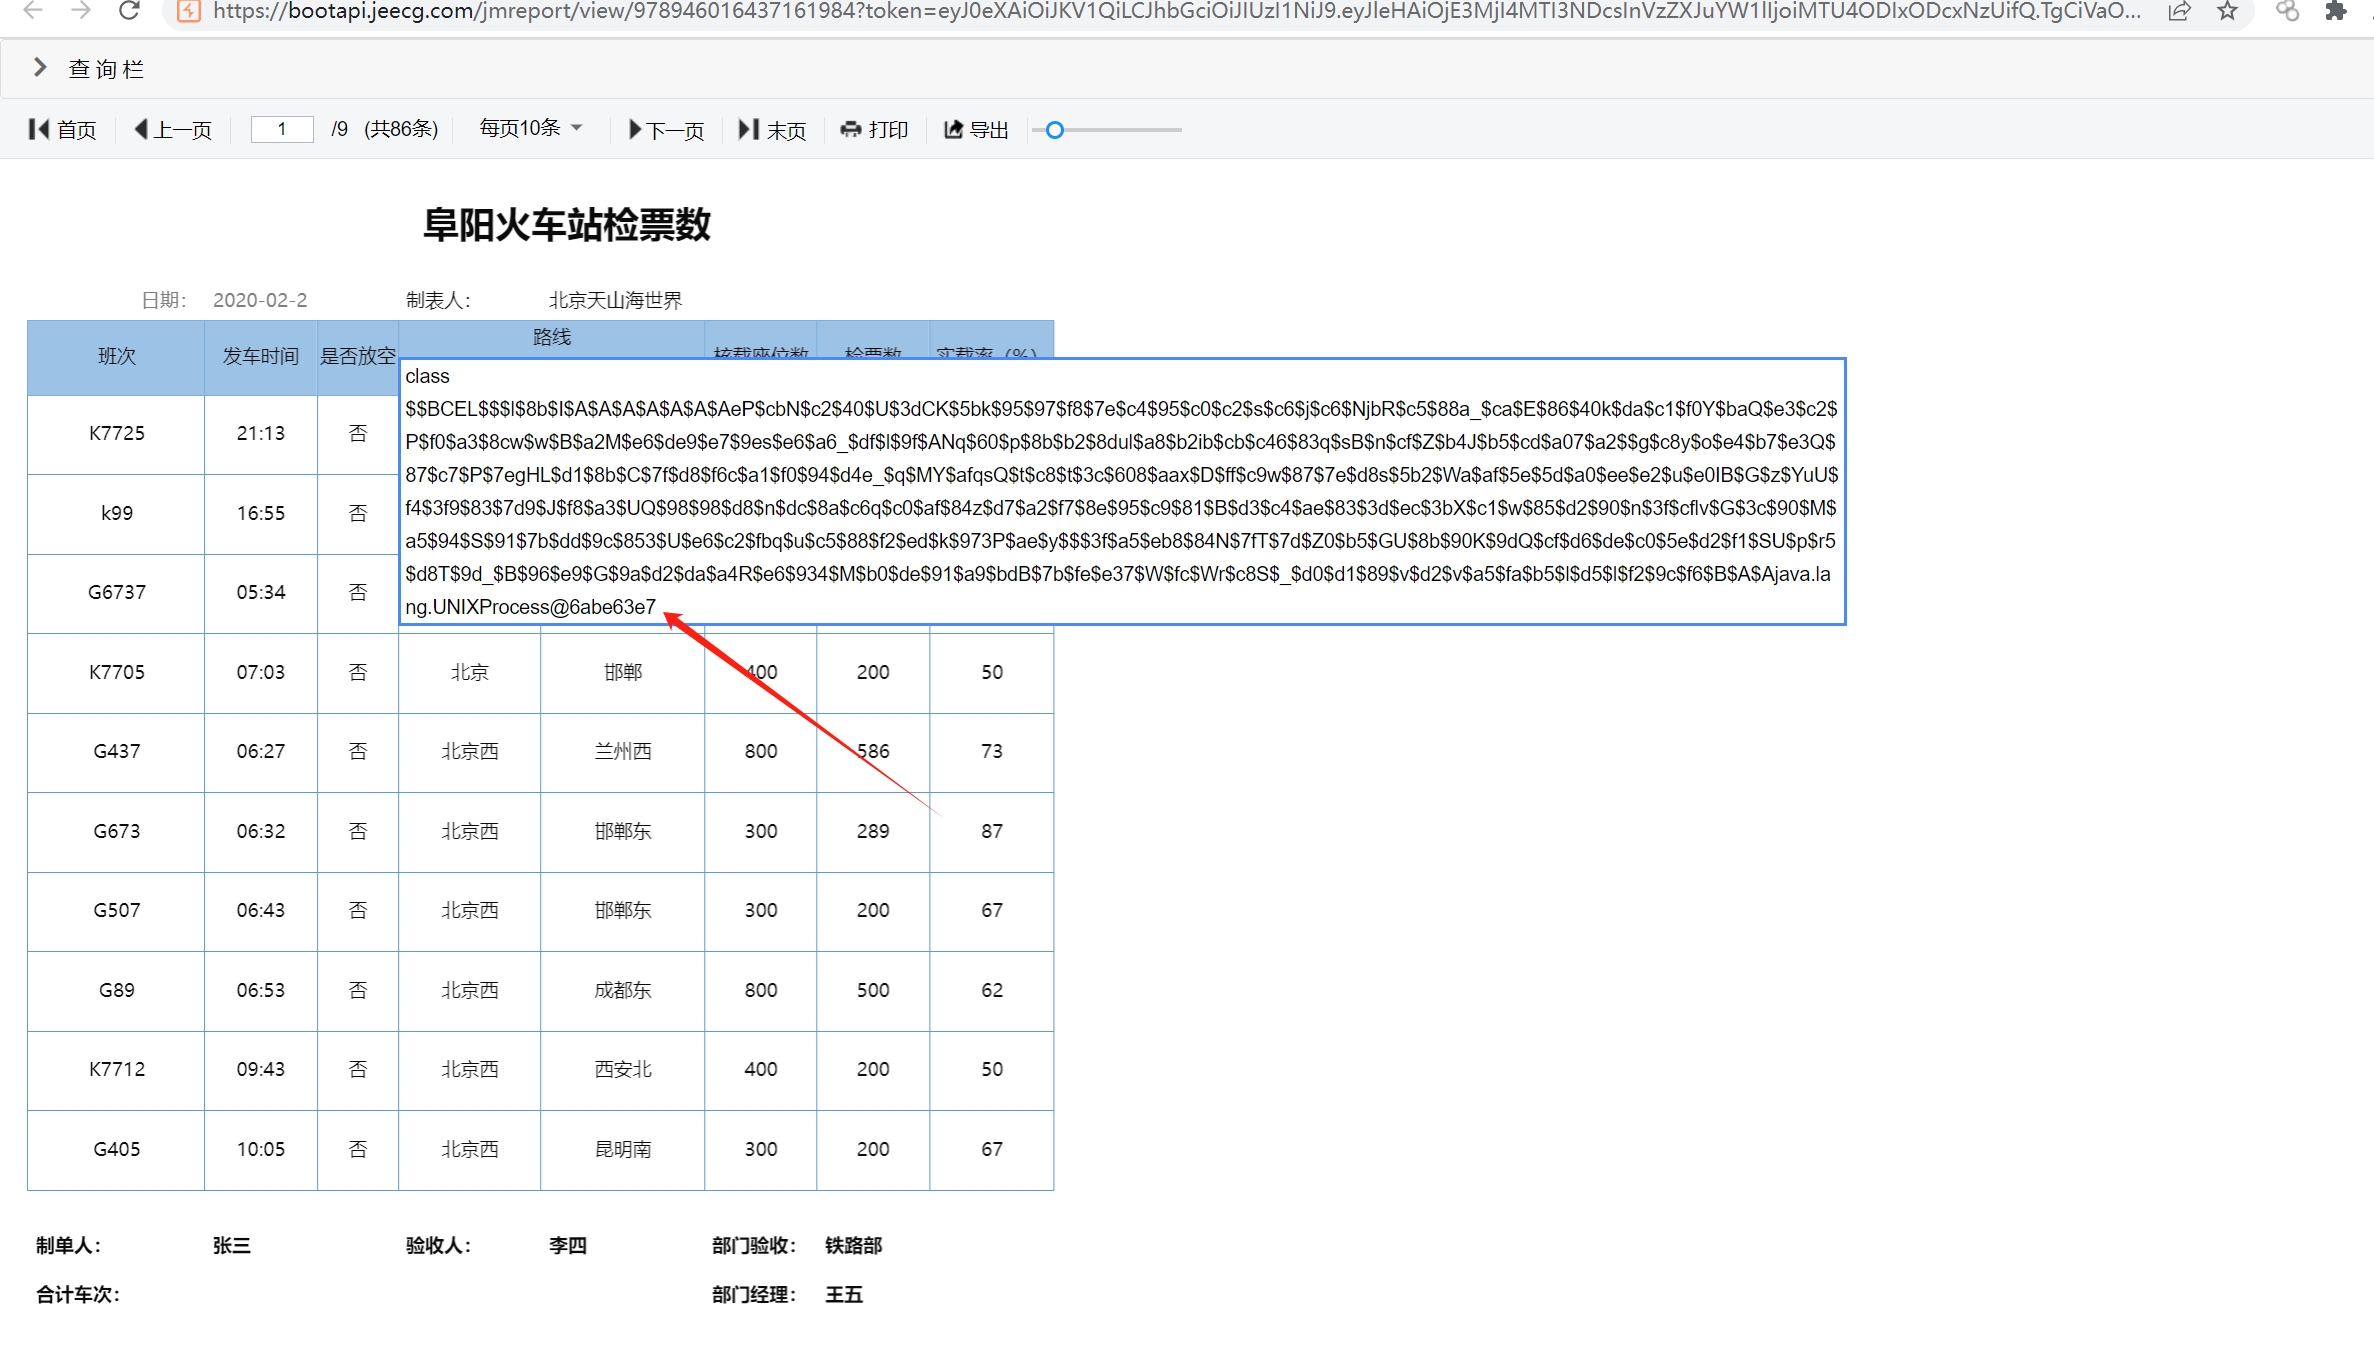 https://bootapi.jeecg.com/jmreport/view/978946016437161984?token=eyJ0eXAiOiJKV1QiLCJhbGciOiJIUzI1NiJ9.eyJleHAiOjE3MjI4MTI3NDcsInVzZXJuYW1lIjoiMTU4ODIxODcxNzUifQ.TgCiVaO...
查 询 栏
首页 上一页 1 /9 (共86条) 每页10条 下一页 末页 打印 导出
阜阳火车站检票数
日期： 2020-02-2 制表人： 北京天山海世界
班次 发车时间 是否放空 路线 核载座位数 检票数 实载率（%）
class
$$BCEL$$$l$8b$I$A$A$A$A$A$A$AeP$cbN$c2$40$U$3dCK$5bk$95$97$f8$7e$c4$95$c0$c2$s$c6$j$c6$NjbR$c5$88a_$ca$E$86$40k$da$c1$f0Y$baQ$e3$c2$
P$f0$a3$8cw$w$B$a2M$e6$de9$e7$9es$e6$a6_$df$l$9f$ANq$60$p$8b$b2$8dul$a8$b2ib$cb$c46$83q$sB$n$cf$Z$b4J$b5$cd$a07$a2$$g$c8y$o$e4$b7$e3Q$
87$c7$P$7egHL$d1$8b$C$7f$d8$f6c$a1$f0$94$d4e_$q$MY$afqsQ$t$c8$t$3c$608$aax$D$ff$c9w$87$7e$d8s$5b2$Wa$af$5e$5d$a0$ee$e2$u$e0IB$G$z$YuU$
f4$3f9$83$7d9$J$f8$a3$UQ$98$98$d8$n$dc$8a$c6q$c0$af$84z$d7$a2$f7$8e$95$c9$81$B$d3$c4$ae$83$3d$ec$3bX$c1$w$85$d2$90$n$3f$cflv$G$3c$90$M$
a5$94$S$91$7b$dd$9c$853$U$e6$c2$fbq$u$c5$88$f2$ed$k$973P$ae$y$$$3f$a5$eb8$84N$7fT$7d$Z0$b5$GU$8b$90K$9dQ$cf$d6$de$c0$5e$d2$f1$SU$p$r5
$d8T$9d_$B$96$e9$G$9a$d2$da$a4R$e6$934$M$b0$de$91$a9$bdB$7b$fe$e37$W$fc$Wr$c8S$_$d0$d1$89$v$d2$v$a5$fa$b5$l$d5$l$f2$9c$f6$B$A$Ajava.la
ng.UNIXProcess@6abe63e7
K7725 21:13 否
k99 16:55 否
G6737 05:34 否
K7705 07:03 否 北京 邯郸 400 200 50
G437 06:27 否 北京西 兰州西 800 586 73
G673 06:32 否 北京西 邯郸东 300 289 87
G507 06:43 否 北京西 邯郸东 300 200 67
G89 06:53 否 北京西 成都东 800 500 62
K7712 09:43 否 北京西 西安北 400 200 50
G405 10:05 否 北京西 昆明南 300 200 67
制单人： 张三 验收人： 李四 部门验收： 铁路部
合计车次： 部门经理： 王五